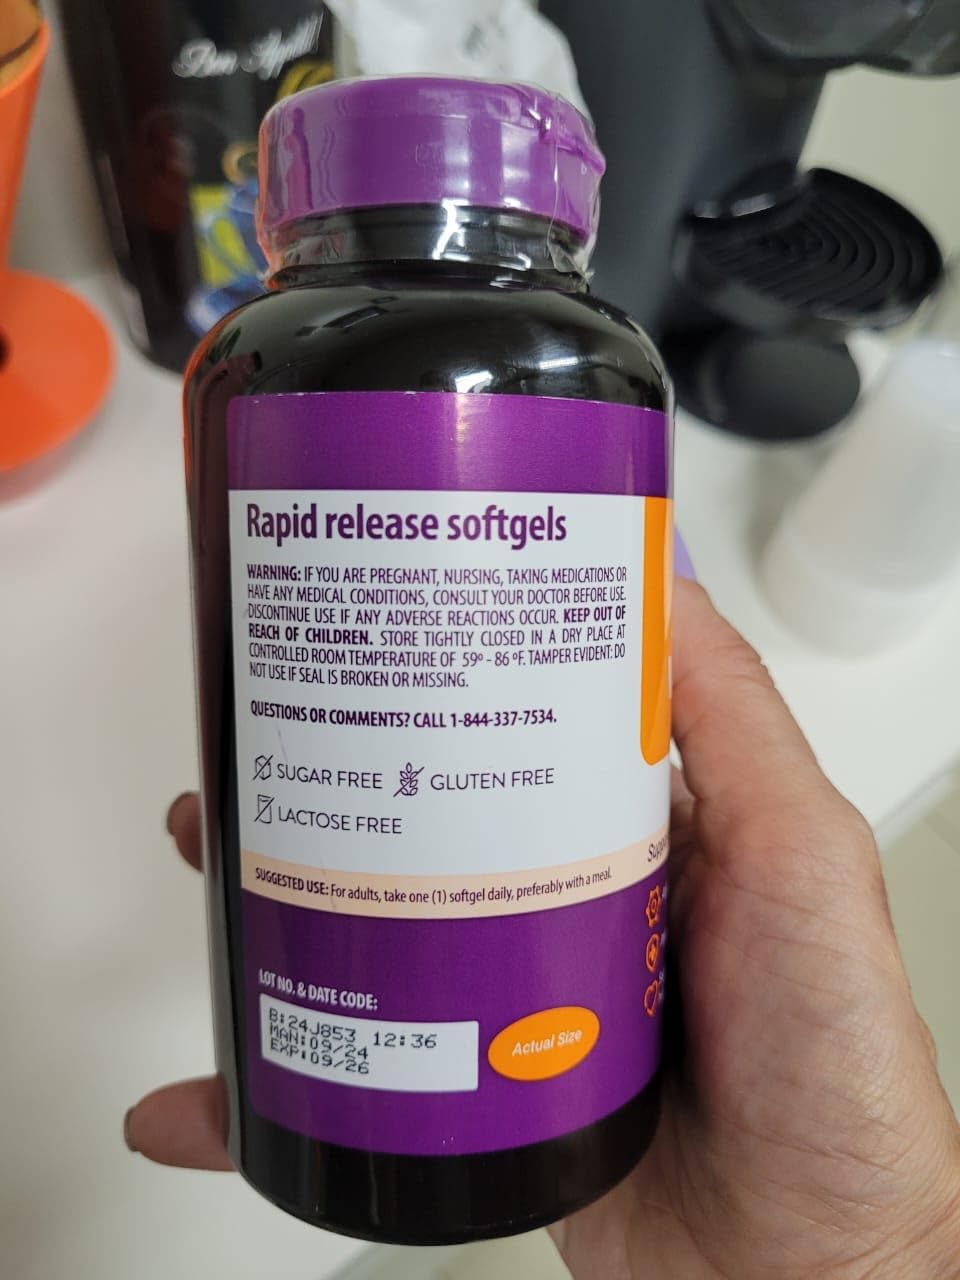 Bon Appétit!
Rapid release softgels
WARNING: IF YOU ARE PREGNANT, NURSING, TAKING MEDICATIONS OR
HAVE ANY MEDICAL CONDITIONS, CONSULT YOUR DOCTOR BEFORE USE.
DISCONTINUE USE IF ANY ADVERSE REACTIONS OCCUR. KEEP OUT OF
REACH OF CHILDREN. STORE TIGHTLY CLOSED IN A DRY PLACE AT
CONTROLLED ROOM TEMPERATURE OF 59º - 86 ºF. TAMPER EVIDENT: DO
NOT USE IF SEAL IS BROKEN OR MISSING.
QUESTIONS OR COMMENTS? CALL 1-844-337-7534.
SUGAR FREE GLUTEN FREE
LACTOSE FREE
SUGGESTED USE: For adults, take one (1) softgel daily, preferably with a meal.
LOT NO. & DATE CODE:
B:24J853 12:36
MAN:09/24
EXP:09/26
Actual Size